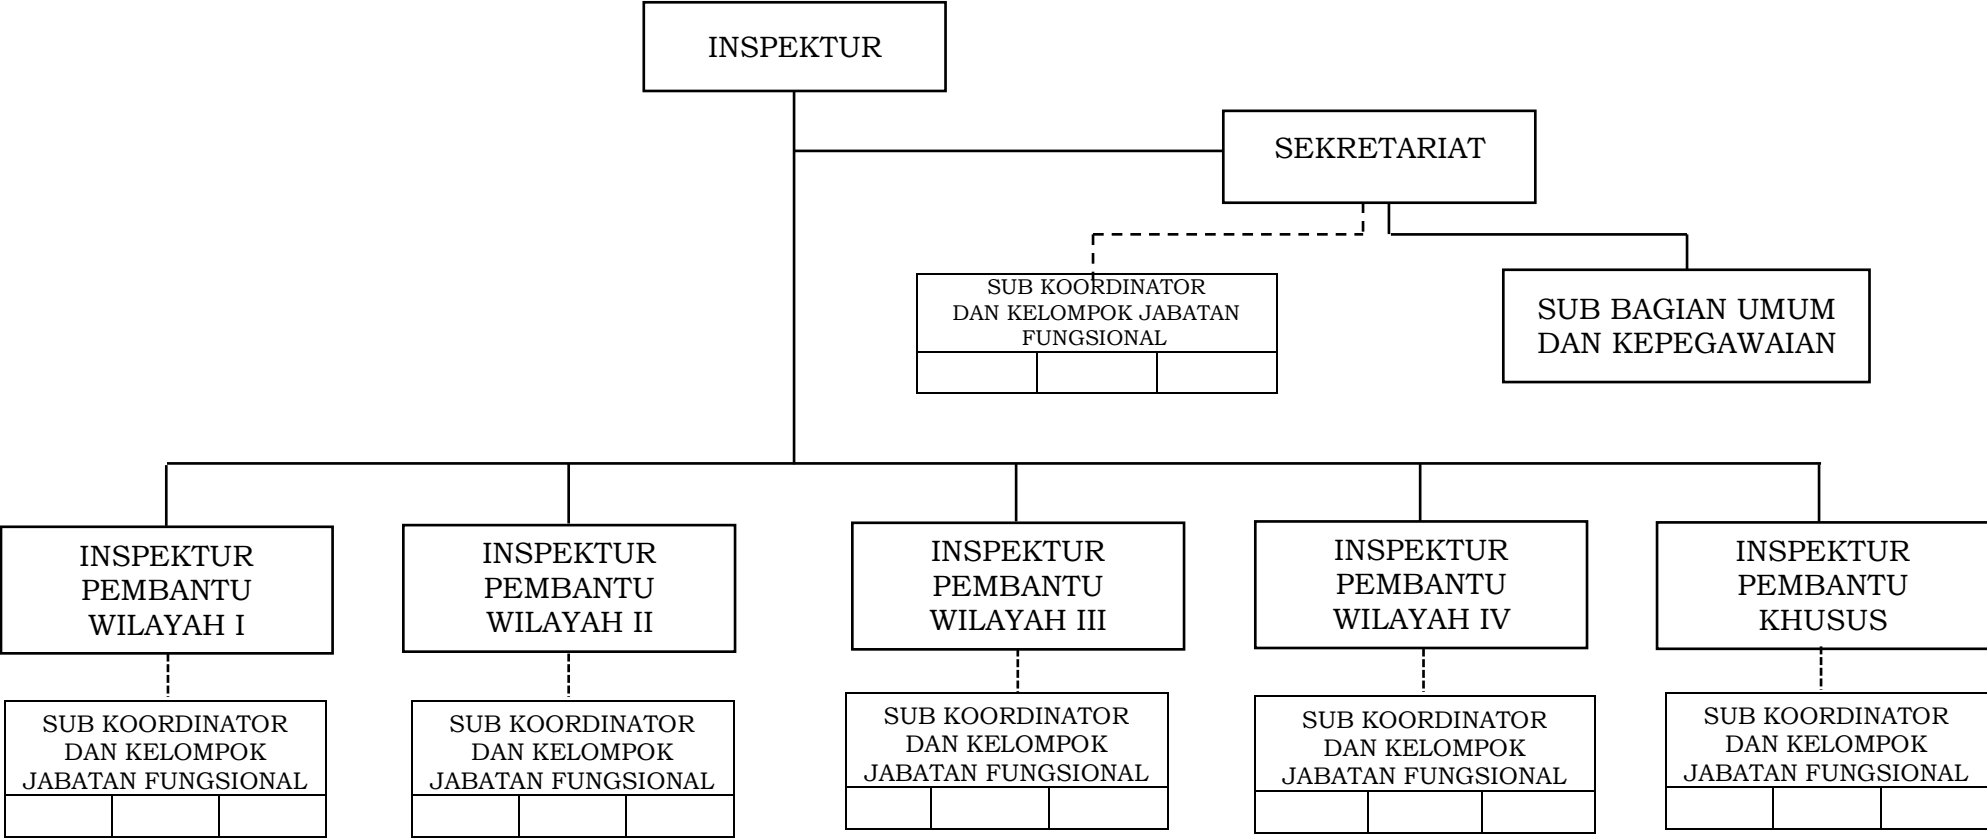 INSPEKTUR
SEKRETARIAT
SUB KOORDINATOR
DAN KELOMPOK JABATAN
FUNGSIONAL
SUB BAGIAN UMUM
DAN KEPEGAWAIAN
INSPEKTUR
PEMBANTU
WILAYAH I
INSPEKTUR
PEMBANTU
WILAYAH II
INSPEKTUR
PEMBANTU
WILAYAH III
INSPEKTUR
PEMBANTU
WILAYAH IV
INSPEKTUR
PEMBANTU
KHUSUS
SUB KOORDINATOR
DAN KELOMPOK
JABATAN FUNGSIONAL
SUB KOORDINATOR
DAN KELOMPOK
JABATAN FUNGSIONAL
SUB KOORDINATOR
DAN KELOMPOK
JABATAN FUNGSIONAL
SUB KOORDINATOR
DAN KELOMPOK
JABATAN FUNGSIONAL
SUB KOORDINATOR
DAN KELOMPOK
JABATAN FUNGSIONAL